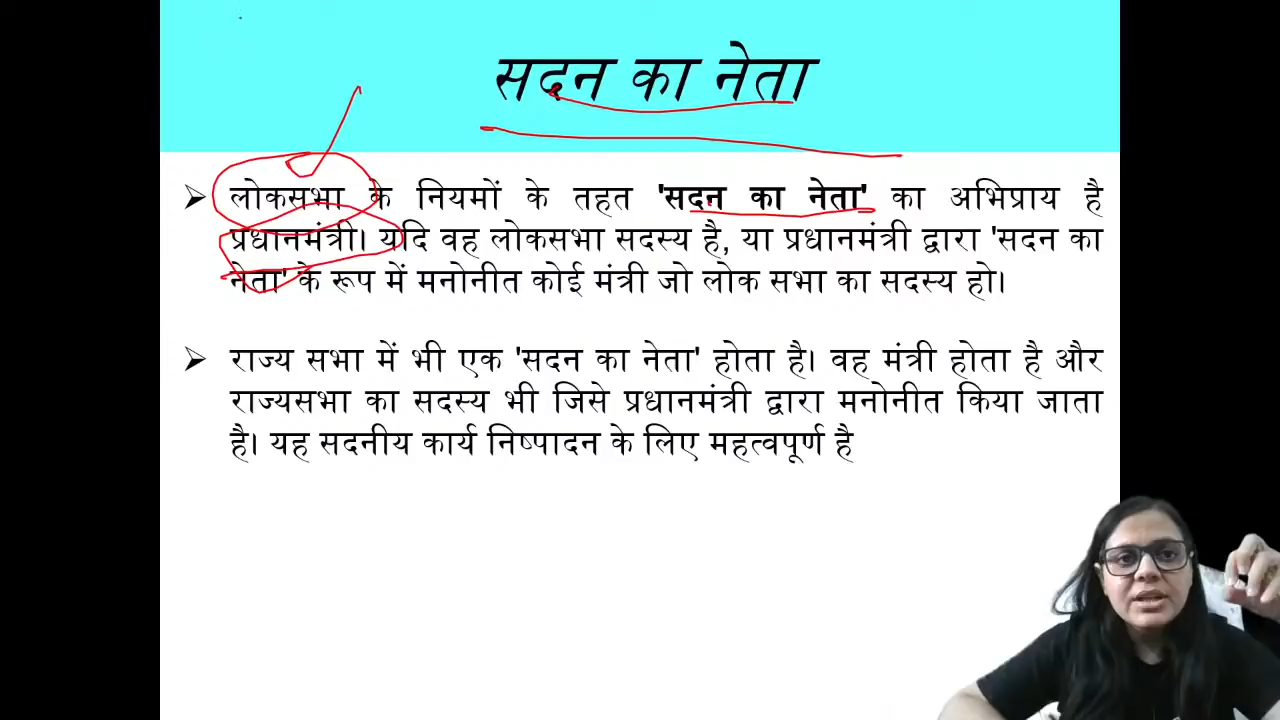 सदन का नेता
लोकसभा के नियमों के तहत 'सदन का नेता' का अभिप्राय है
प्रधानमंत्री। यदि वह लोकसभा सदस्य है, या प्रधानमंत्री द्वारा 'सदन का
नेता' के रूप में मनोनीत कोई मंत्री जो लोक सभा का सदस्य हो।
राज्य सभा में भी एक 'सदन का नेता' होता है। वह मंत्री होता है और
राज्यसभा का सदस्य भी जिसे प्रधानमंत्री द्वारा मनोनीत किया जाता
है। यह सदनीय कार्य निष्पादन के लिए महत्वपूर्ण है